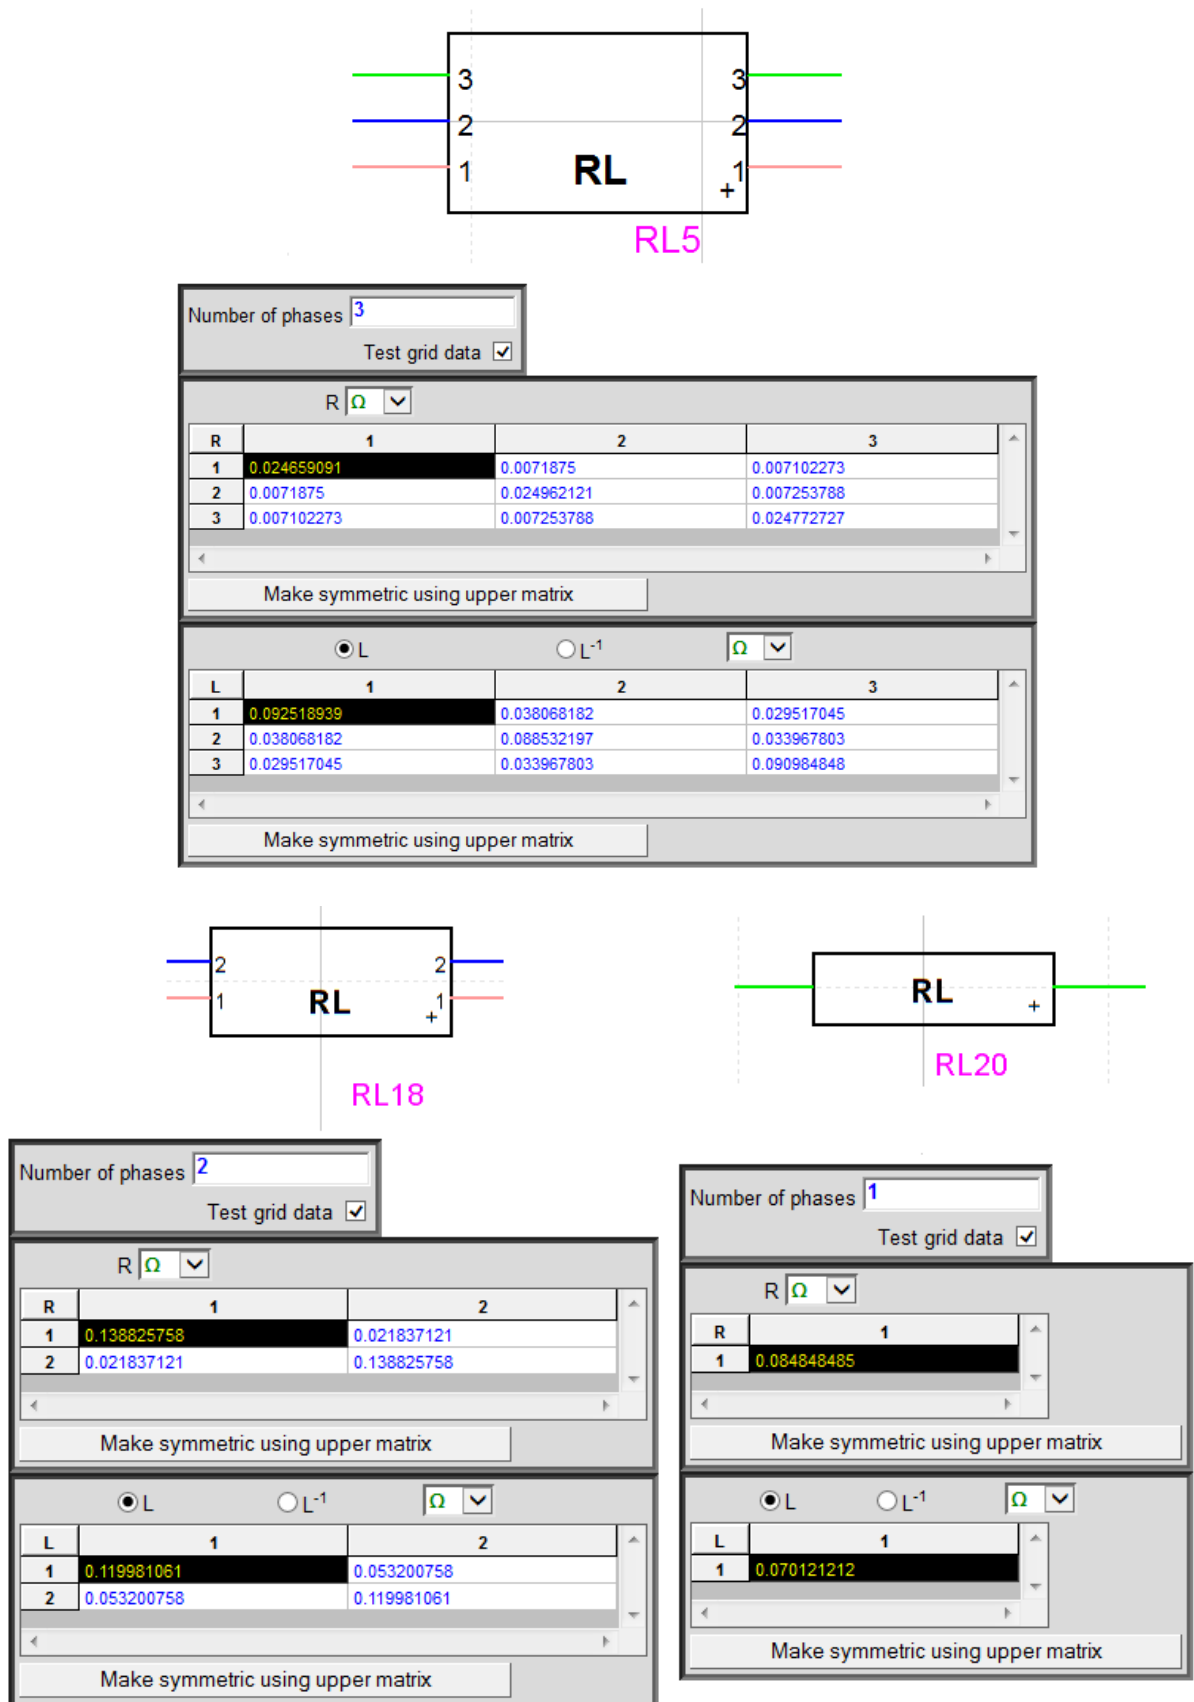 3 3
2 2
1 RL 1
+
RL5
Number of phases 3
Test grid data
R Ω
R 1 2 3
1 0.024659091 0.0071875 0.007102273
2 0.0071875 0.024962121 0.007253788
3 0.007102273 0.007253788 0.024772727
Make symmetric using upper matrix
L L-1 Ω
L 1 2 3
1 0.092518939 0.038068182 0.029517045
2 0.038068182 0.088532197 0.033967803
3 0.029517045 0.033967803 0.090984848
Make symmetric using upper matrix
2 2
1 RL 1
+
RL18
Number of phases 2
Test grid data
R Ω
R 1 2
1 0.138825758 0.021837121
2 0.021837121 0.138825758
Make symmetric using upper matrix
L L-1 Ω
L 1 2
1 0.119981061 0.053200758
2 0.053200758 0.119981061
Make symmetric using upper matrix
RL
+
RL20
Number of phases 1
Test grid data
R Ω
R 1
1 0.084848485
Make symmetric using upper matrix
L L-1 Ω
L 1
1 0.070121212
Make symmetric using upper matrix